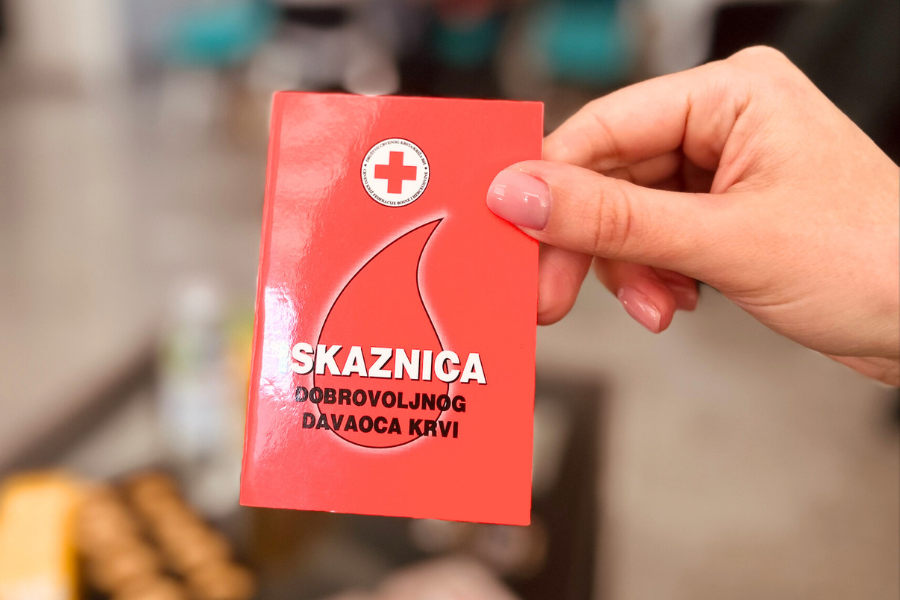 ISKAZNICA
DOBROVOLJNOG
DAVAOCA KRVI